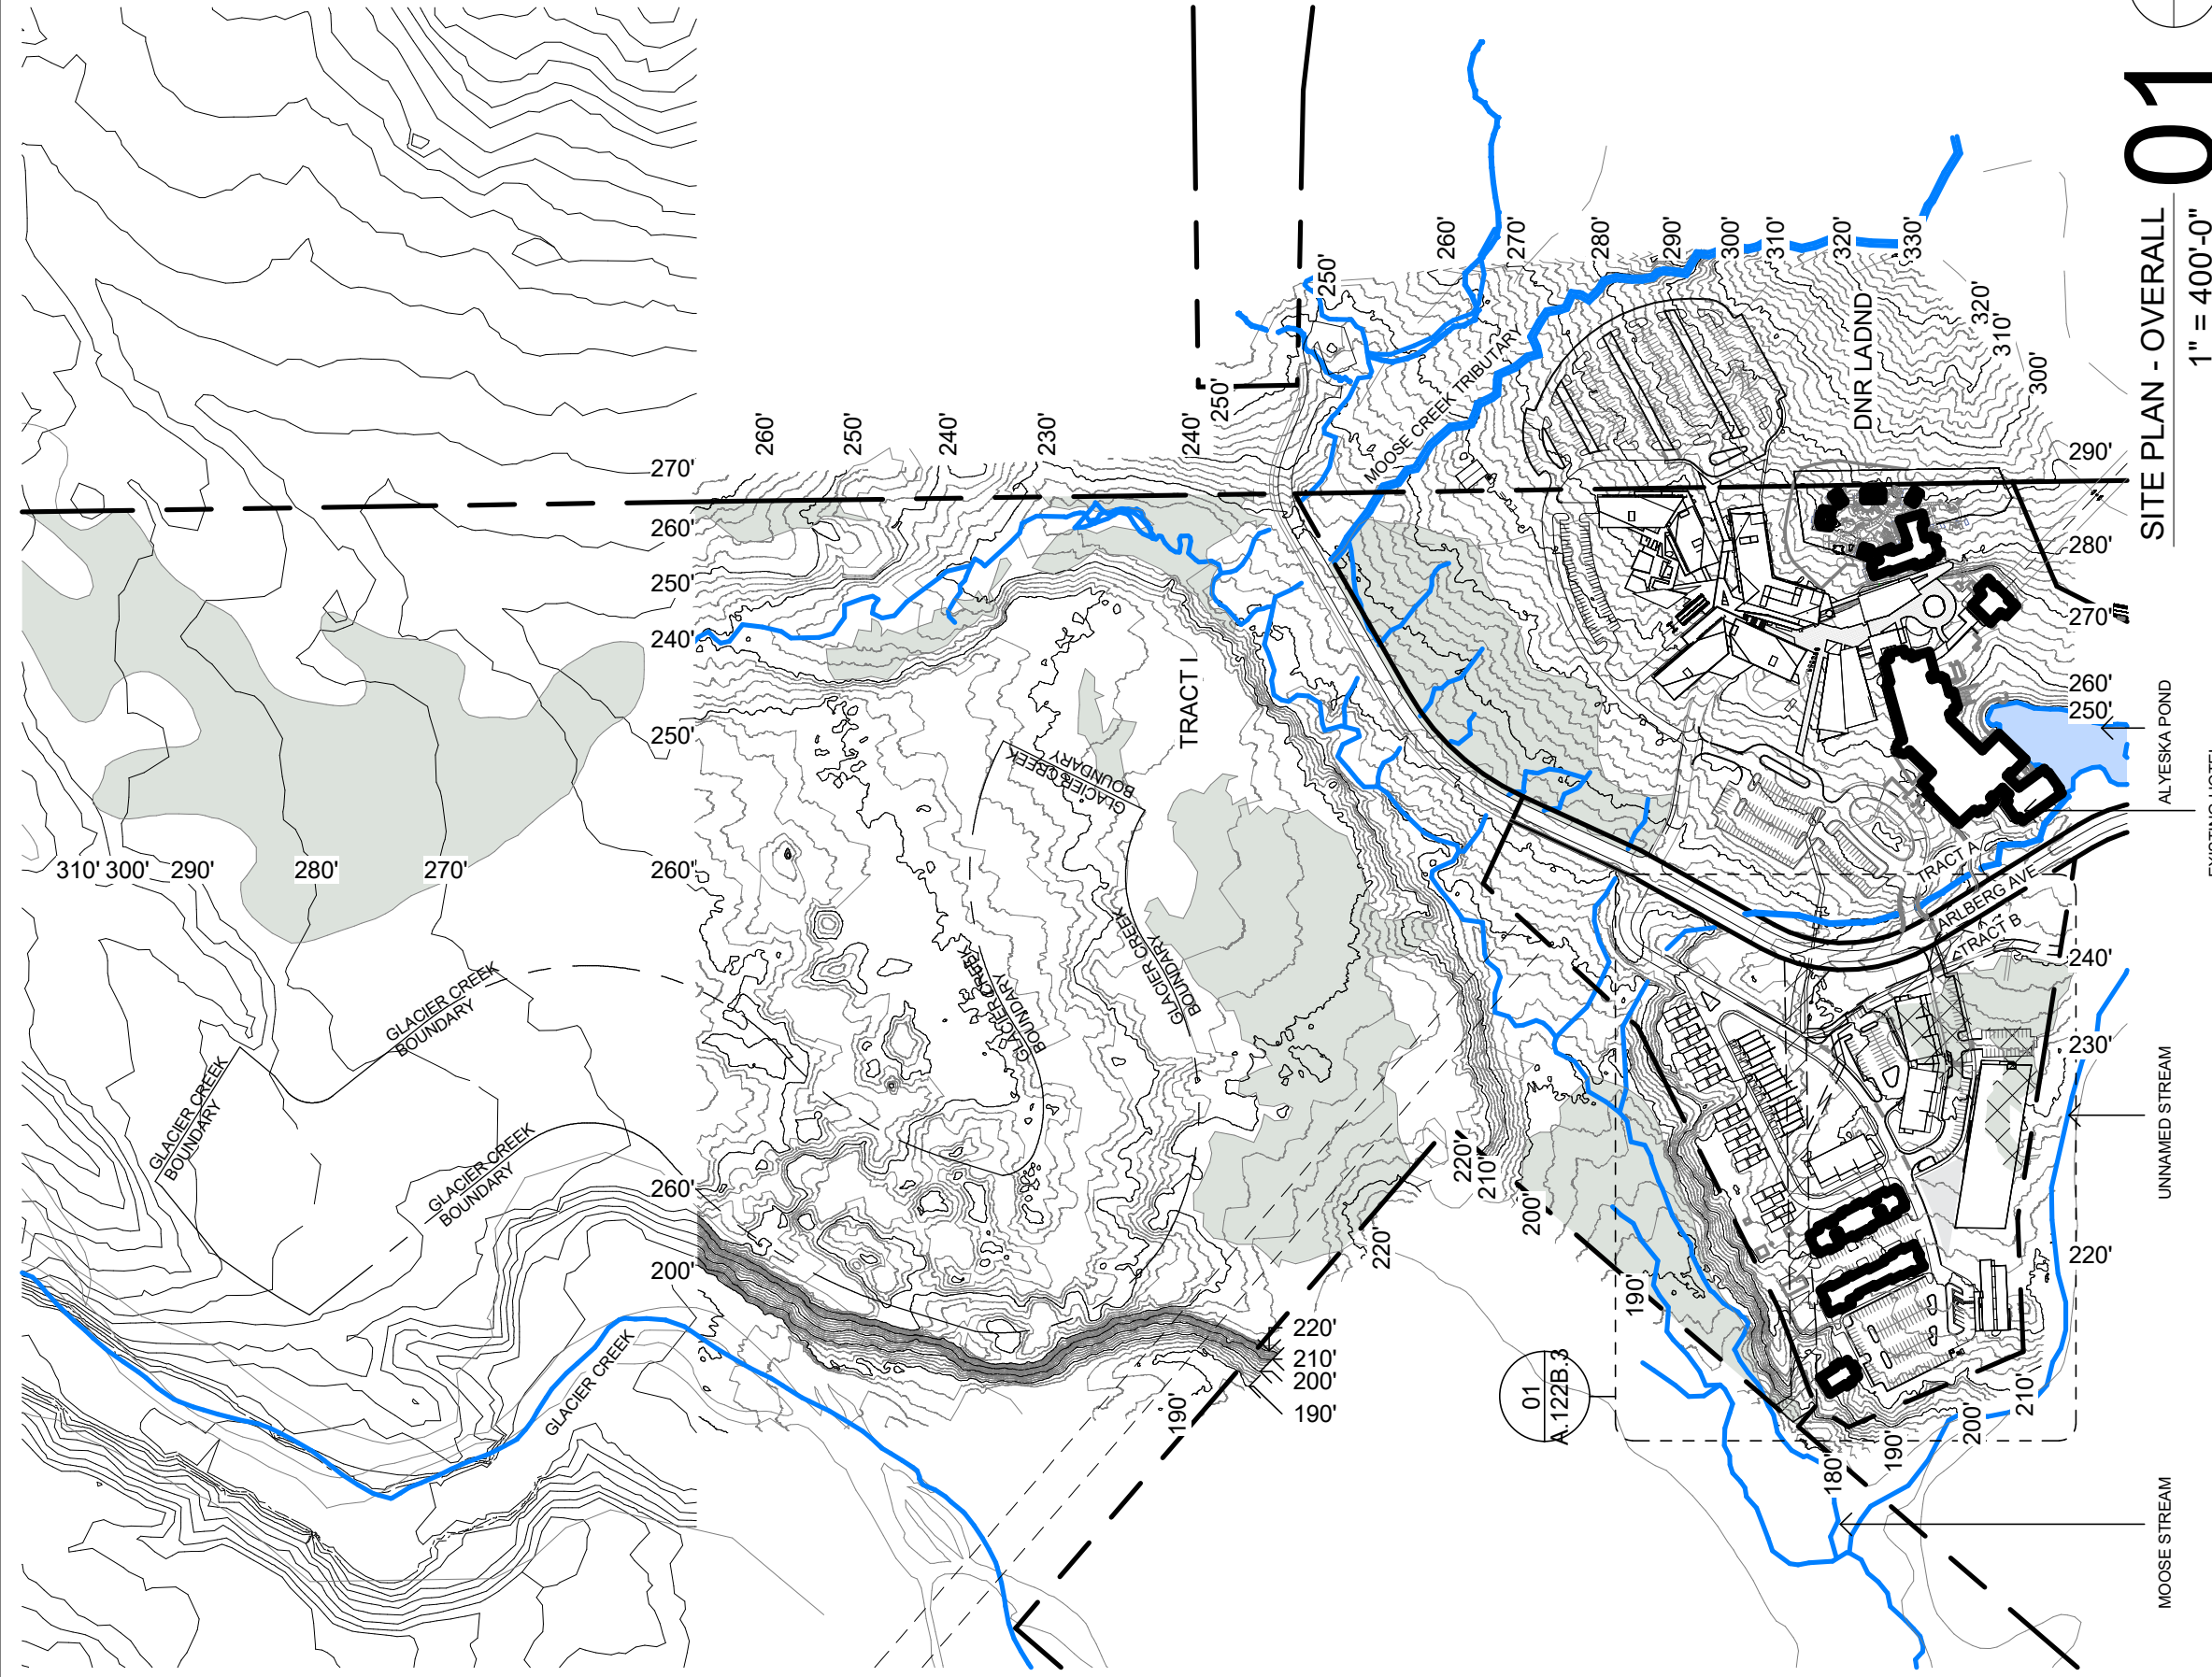 260'
270'
280'
290'
300'
310'
320'
330'
250'
MOOSE CREEK TRIBUTARY
DNR LADND
320'
310'
300'
250'
240'
230'
240'
250'
260'
270'
260'
250'
240'
250'
260'
290'
280'
270'
260'
250'
TRACT I
GLACIER CREEK
BOUNDARY
GLACIER CREEK
BOUNDARY
310'
300'
290'
280'
270'
GLACIER CREEK
BOUNDARY
GLACIER CREEK
BOUNDARY
GLACIER CREEK
BOUNDARY
GLACIER CREEK
BOUNDARY
GLACIER CREEK
BOUNDARY
TRACT A
ARLBERG AVE
TRACT B
240'
230'
220'
260'
200'
GLACIER CREEK
220'
210'
200'
190'
190'
220'
220'
210'
200'
190'
180'
190'
200'
210'
01
A.122B.3
SITE PLAN - OVERALL
01
1" = 400'-0"
ALYESKA POND
EXISTING HOTEL
UNNAMED STREAM
MOOSE STREAM